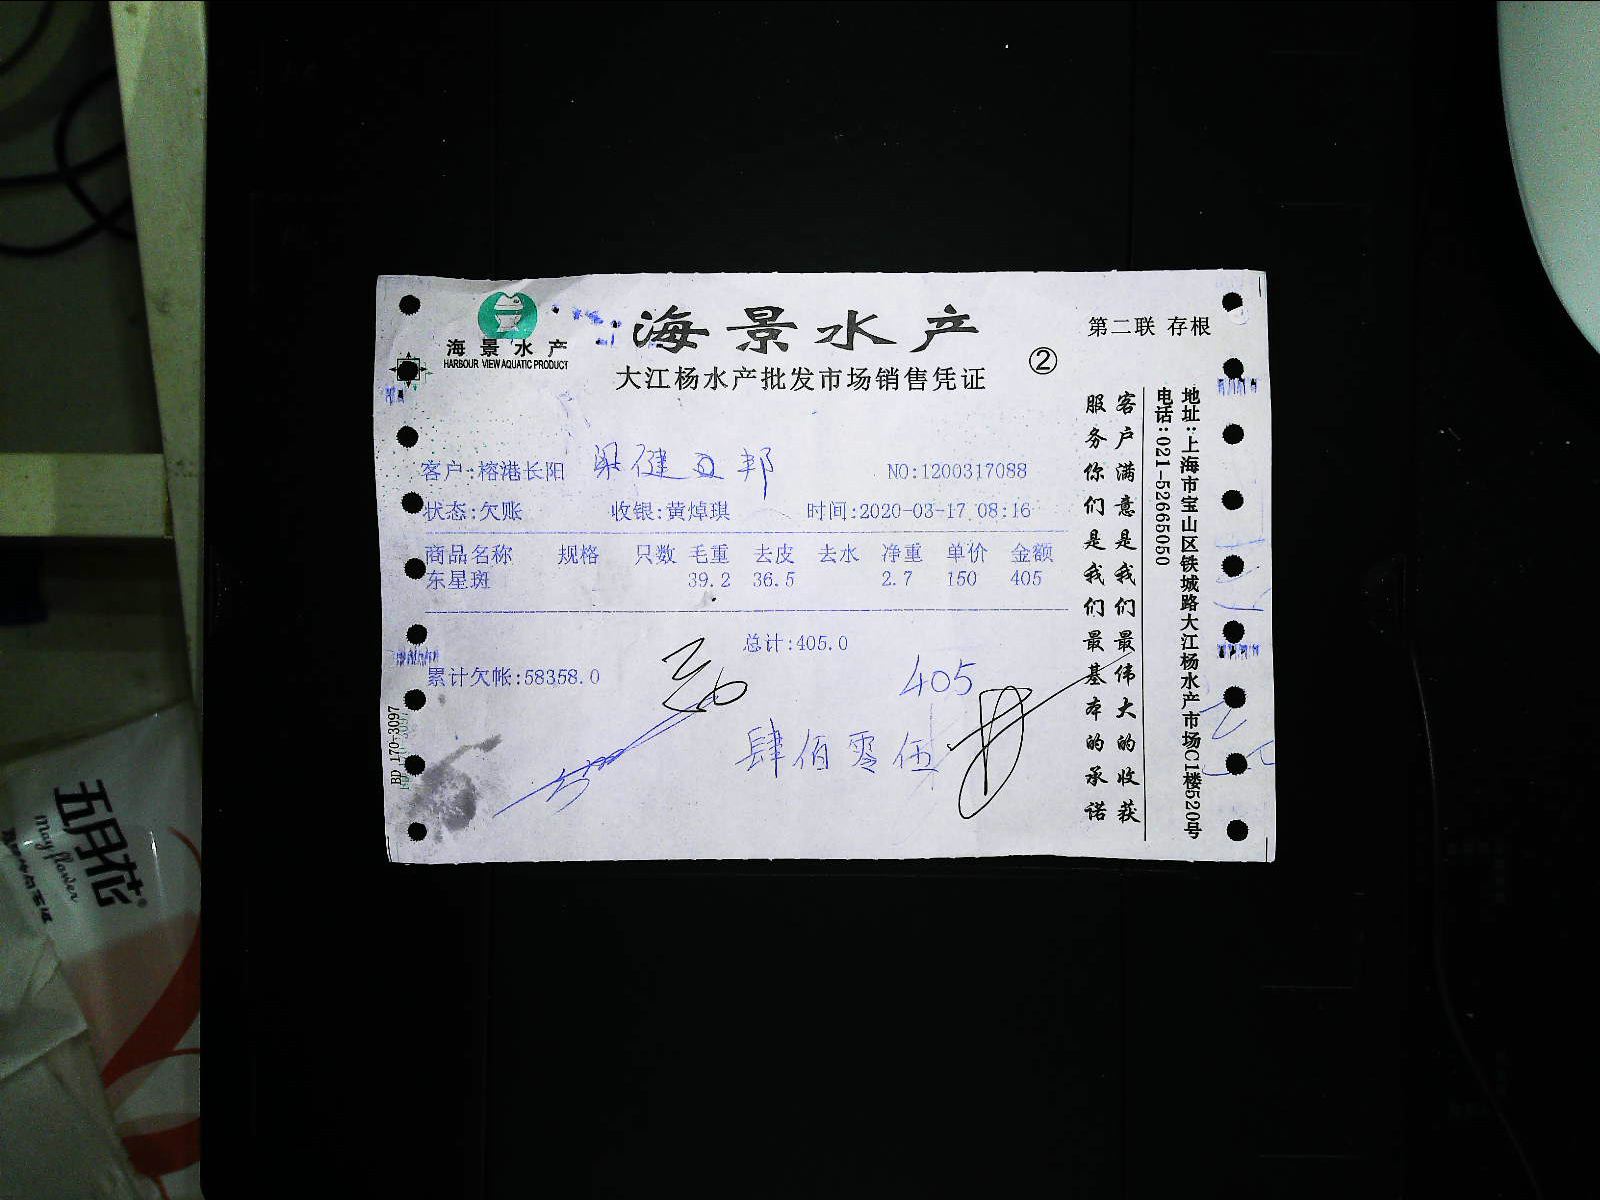 海景水产
HARBOUR VIEW AQUATIC PRODUCT
海景水产
大江杨水产批发市场销售凭证
②
第二联 存根
客户:榕港长阳
NO:1200317088
状态:欠账 收银:黄焯琪 时间:2020-03-17 08:16
商品名称 规格 只数 毛重 去皮 去水 净重 单价 金额
东星斑 39.2 36.5 2.7 150 405
总计:405.0
累计欠帐:58358.0
405
肆佰零伍
客户满意是我们最伟大的收获
服务你们是我们最基本的承诺
地址:上海市宝山区铁城路大江杨水产市场C1楼520号
电话:021-52665050
BD 170-3097
五月花
May flower